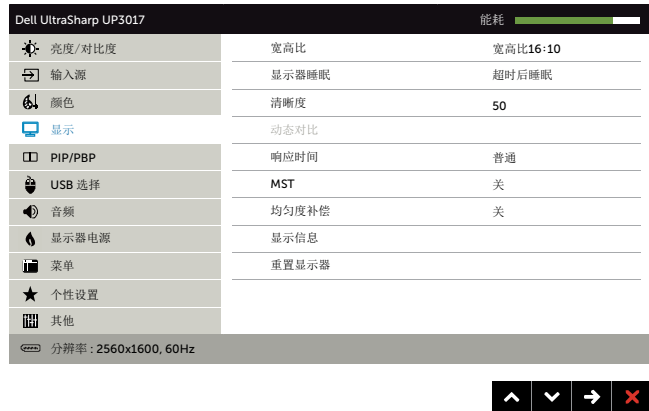 Dell UltraSharp UP3017 能耗
亮度/对比度 宽高比 宽高比16:10
输入源 显示器睡眠 超时后睡眠
颜色 清晰度 50
显示 动态对比
PIP/PBP 响应时间 普通
USB 选择 MST 关
音频 均匀度补偿 关
显示器电源 显示信息
菜单 重置显示器
个性设置
其他
分辨率 : 2560x1600, 60Hz